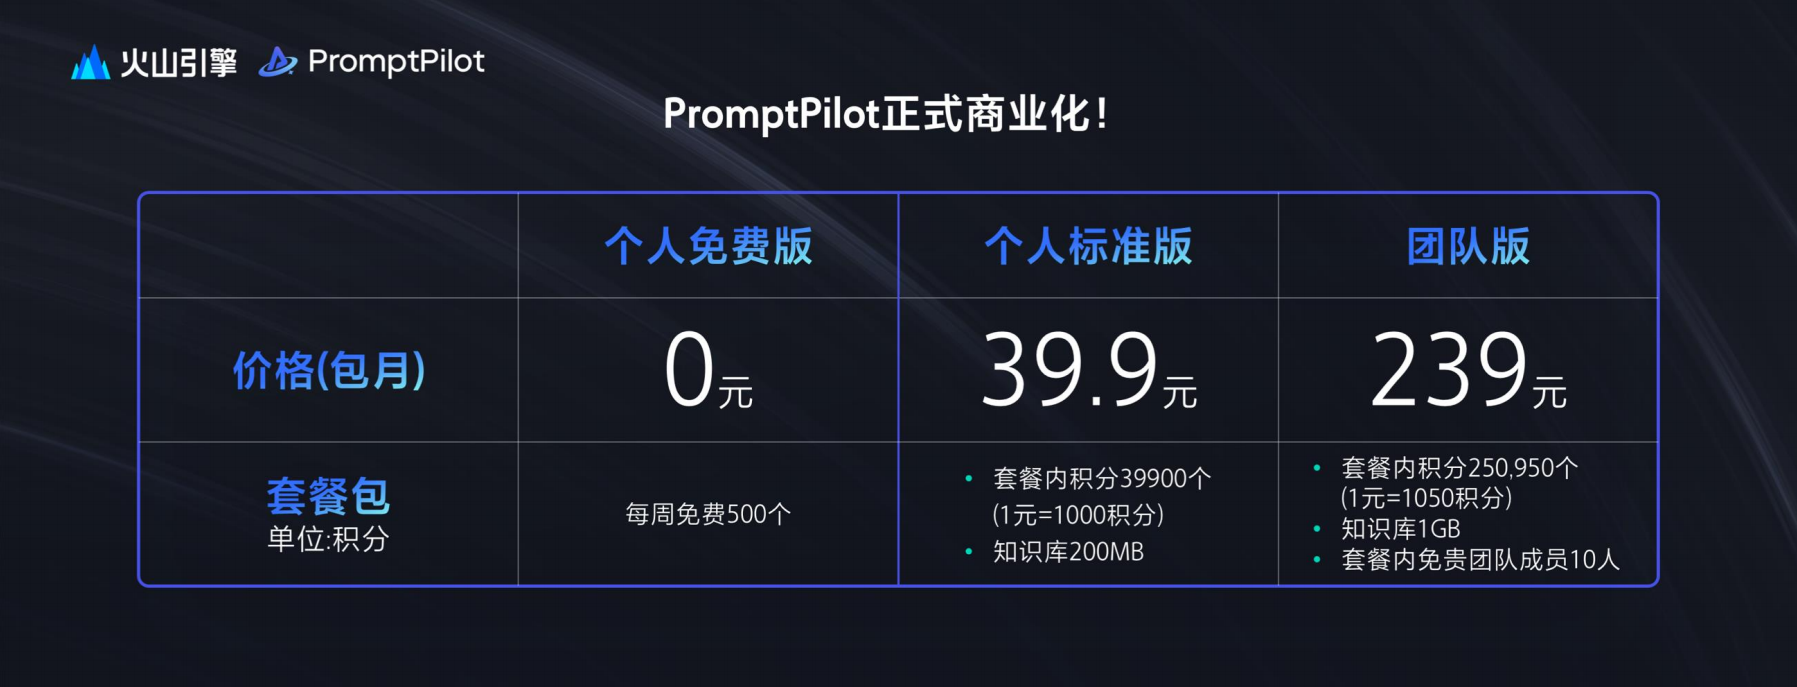 火山引擎 PromptPilot
PromptPilot正式商业化！
个人免费版 个人标准版 团队版
价格(包月) 0元 39.9元 239元
套餐包
单位:积分
每周免费500个
• 套餐内积分39900个
(1元=1000积分)
• 知识库200MB
• 套餐内积分250,950个
(1元=1050积分)
• 知识库1GB
• 套餐内免贵团队成员10人